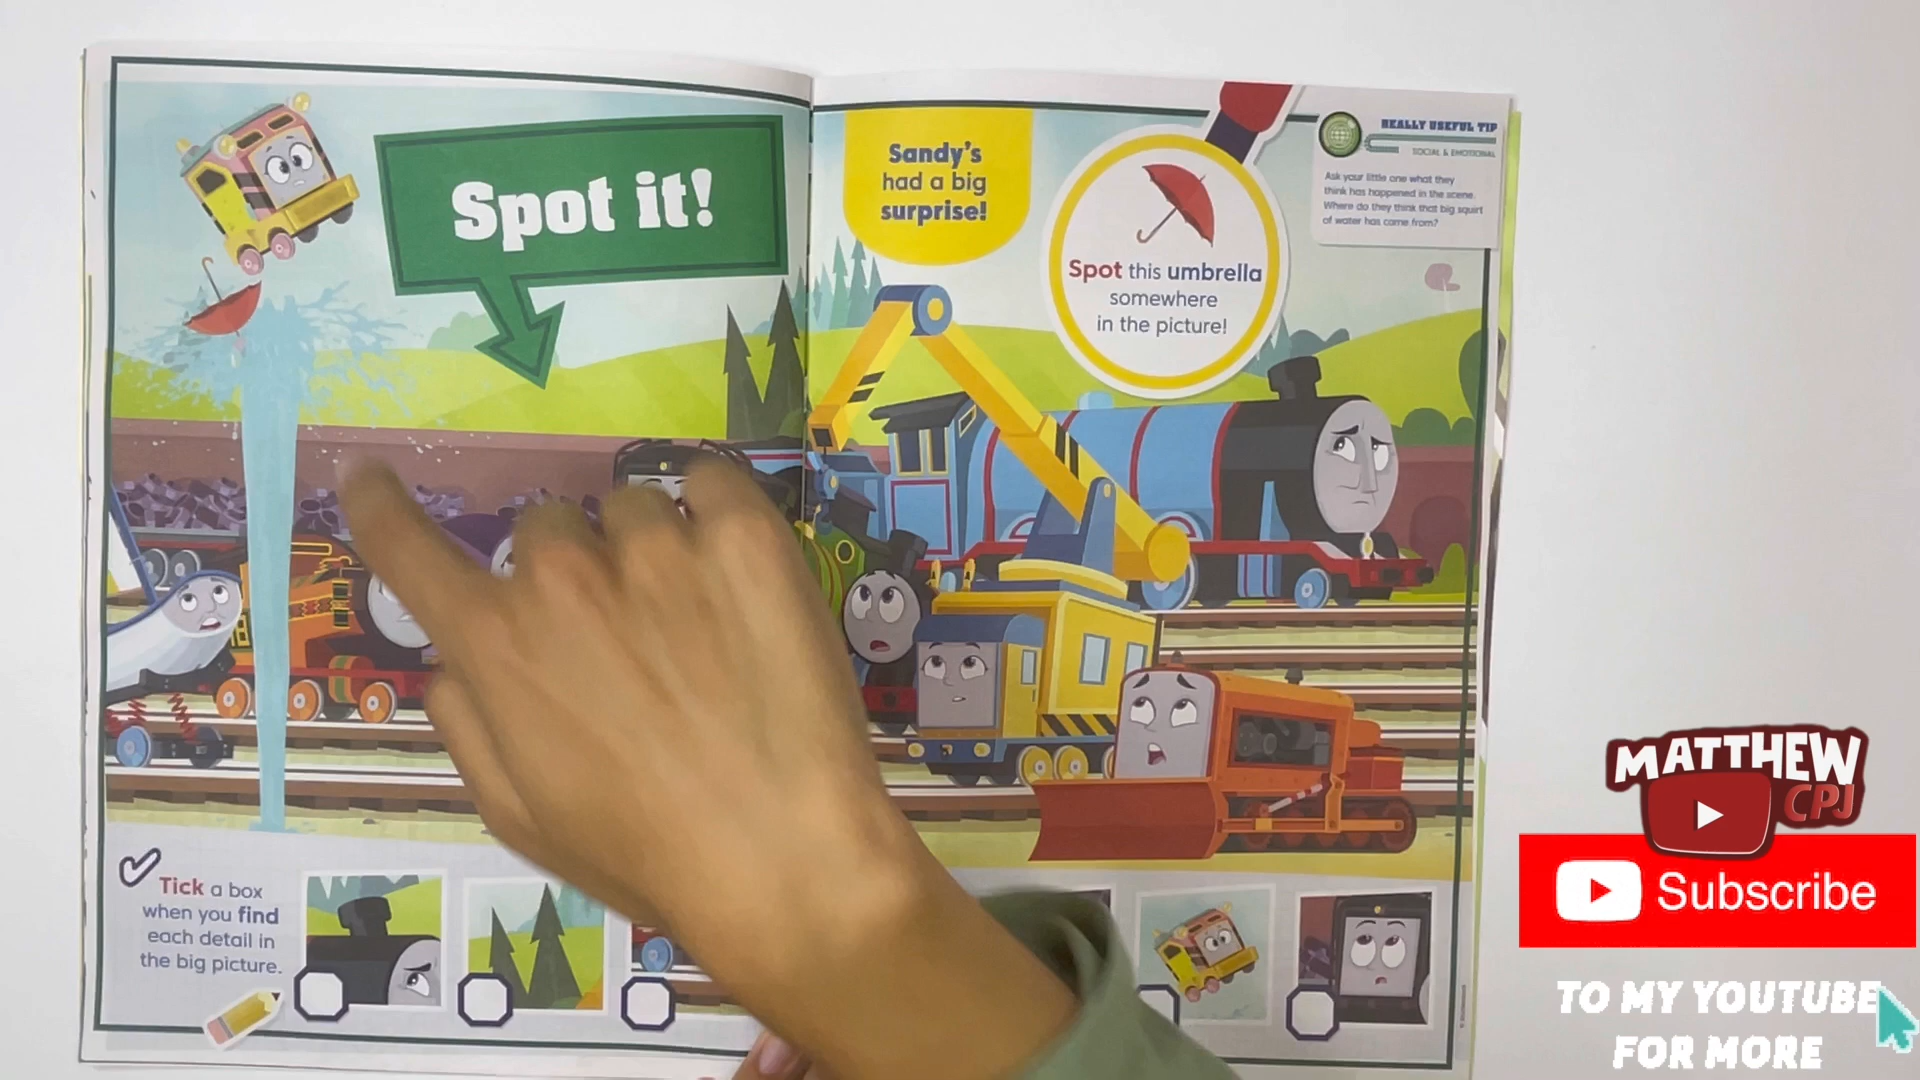 Spot it!
Sandy's
had a big
surprise!
Spot this umbrella
somewhere
in the picture!
REALLY USEFUL TIP
SOCIAL & EMOTIONAL
Ask your little one what they
think has happened in the scene.
Where do they think that big squirt
of water has come from?
Tick a box
when you find
each detail in
the big picture.
MATTHEW
CPJ
Subscribe
TO MY YOUTUBE
FOR MORE